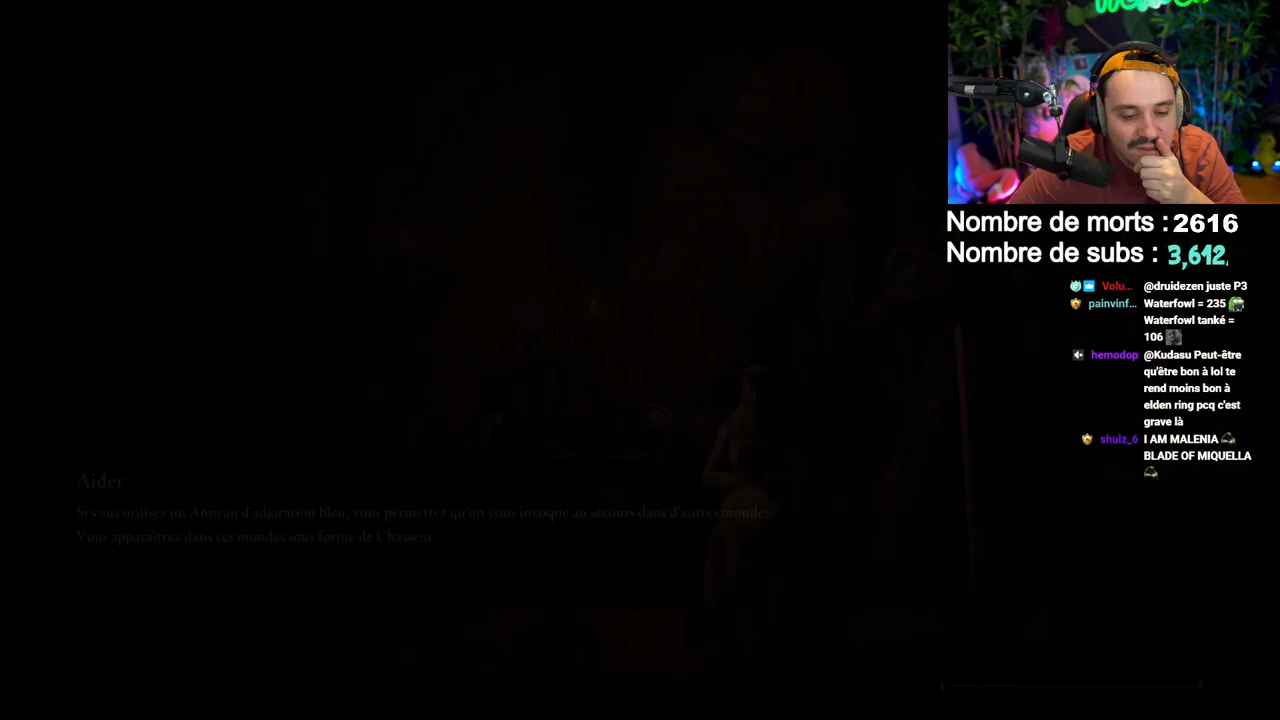 Nombre de morts : 2616
Nombre de subs : 3,612
Volu... @druidezen juste P3
painvinf... Waterfowl = 235
Waterfowl tanké =
106
hemodop @Kudasu Peut-être
qu'être bon à lol te
rend moins bon à
elden ring pcq c'est
grave là
shulz_6 I AM MALENIA
BLADE OF MIQUELLA
Aider
Si vous utilisez un Anneau d'adjuration bleu, vous permettez qu'on vous invoque au secours dans d'autres mondes.
Vous apparaîtrez dans ces mondes sous forme de Chasseur.